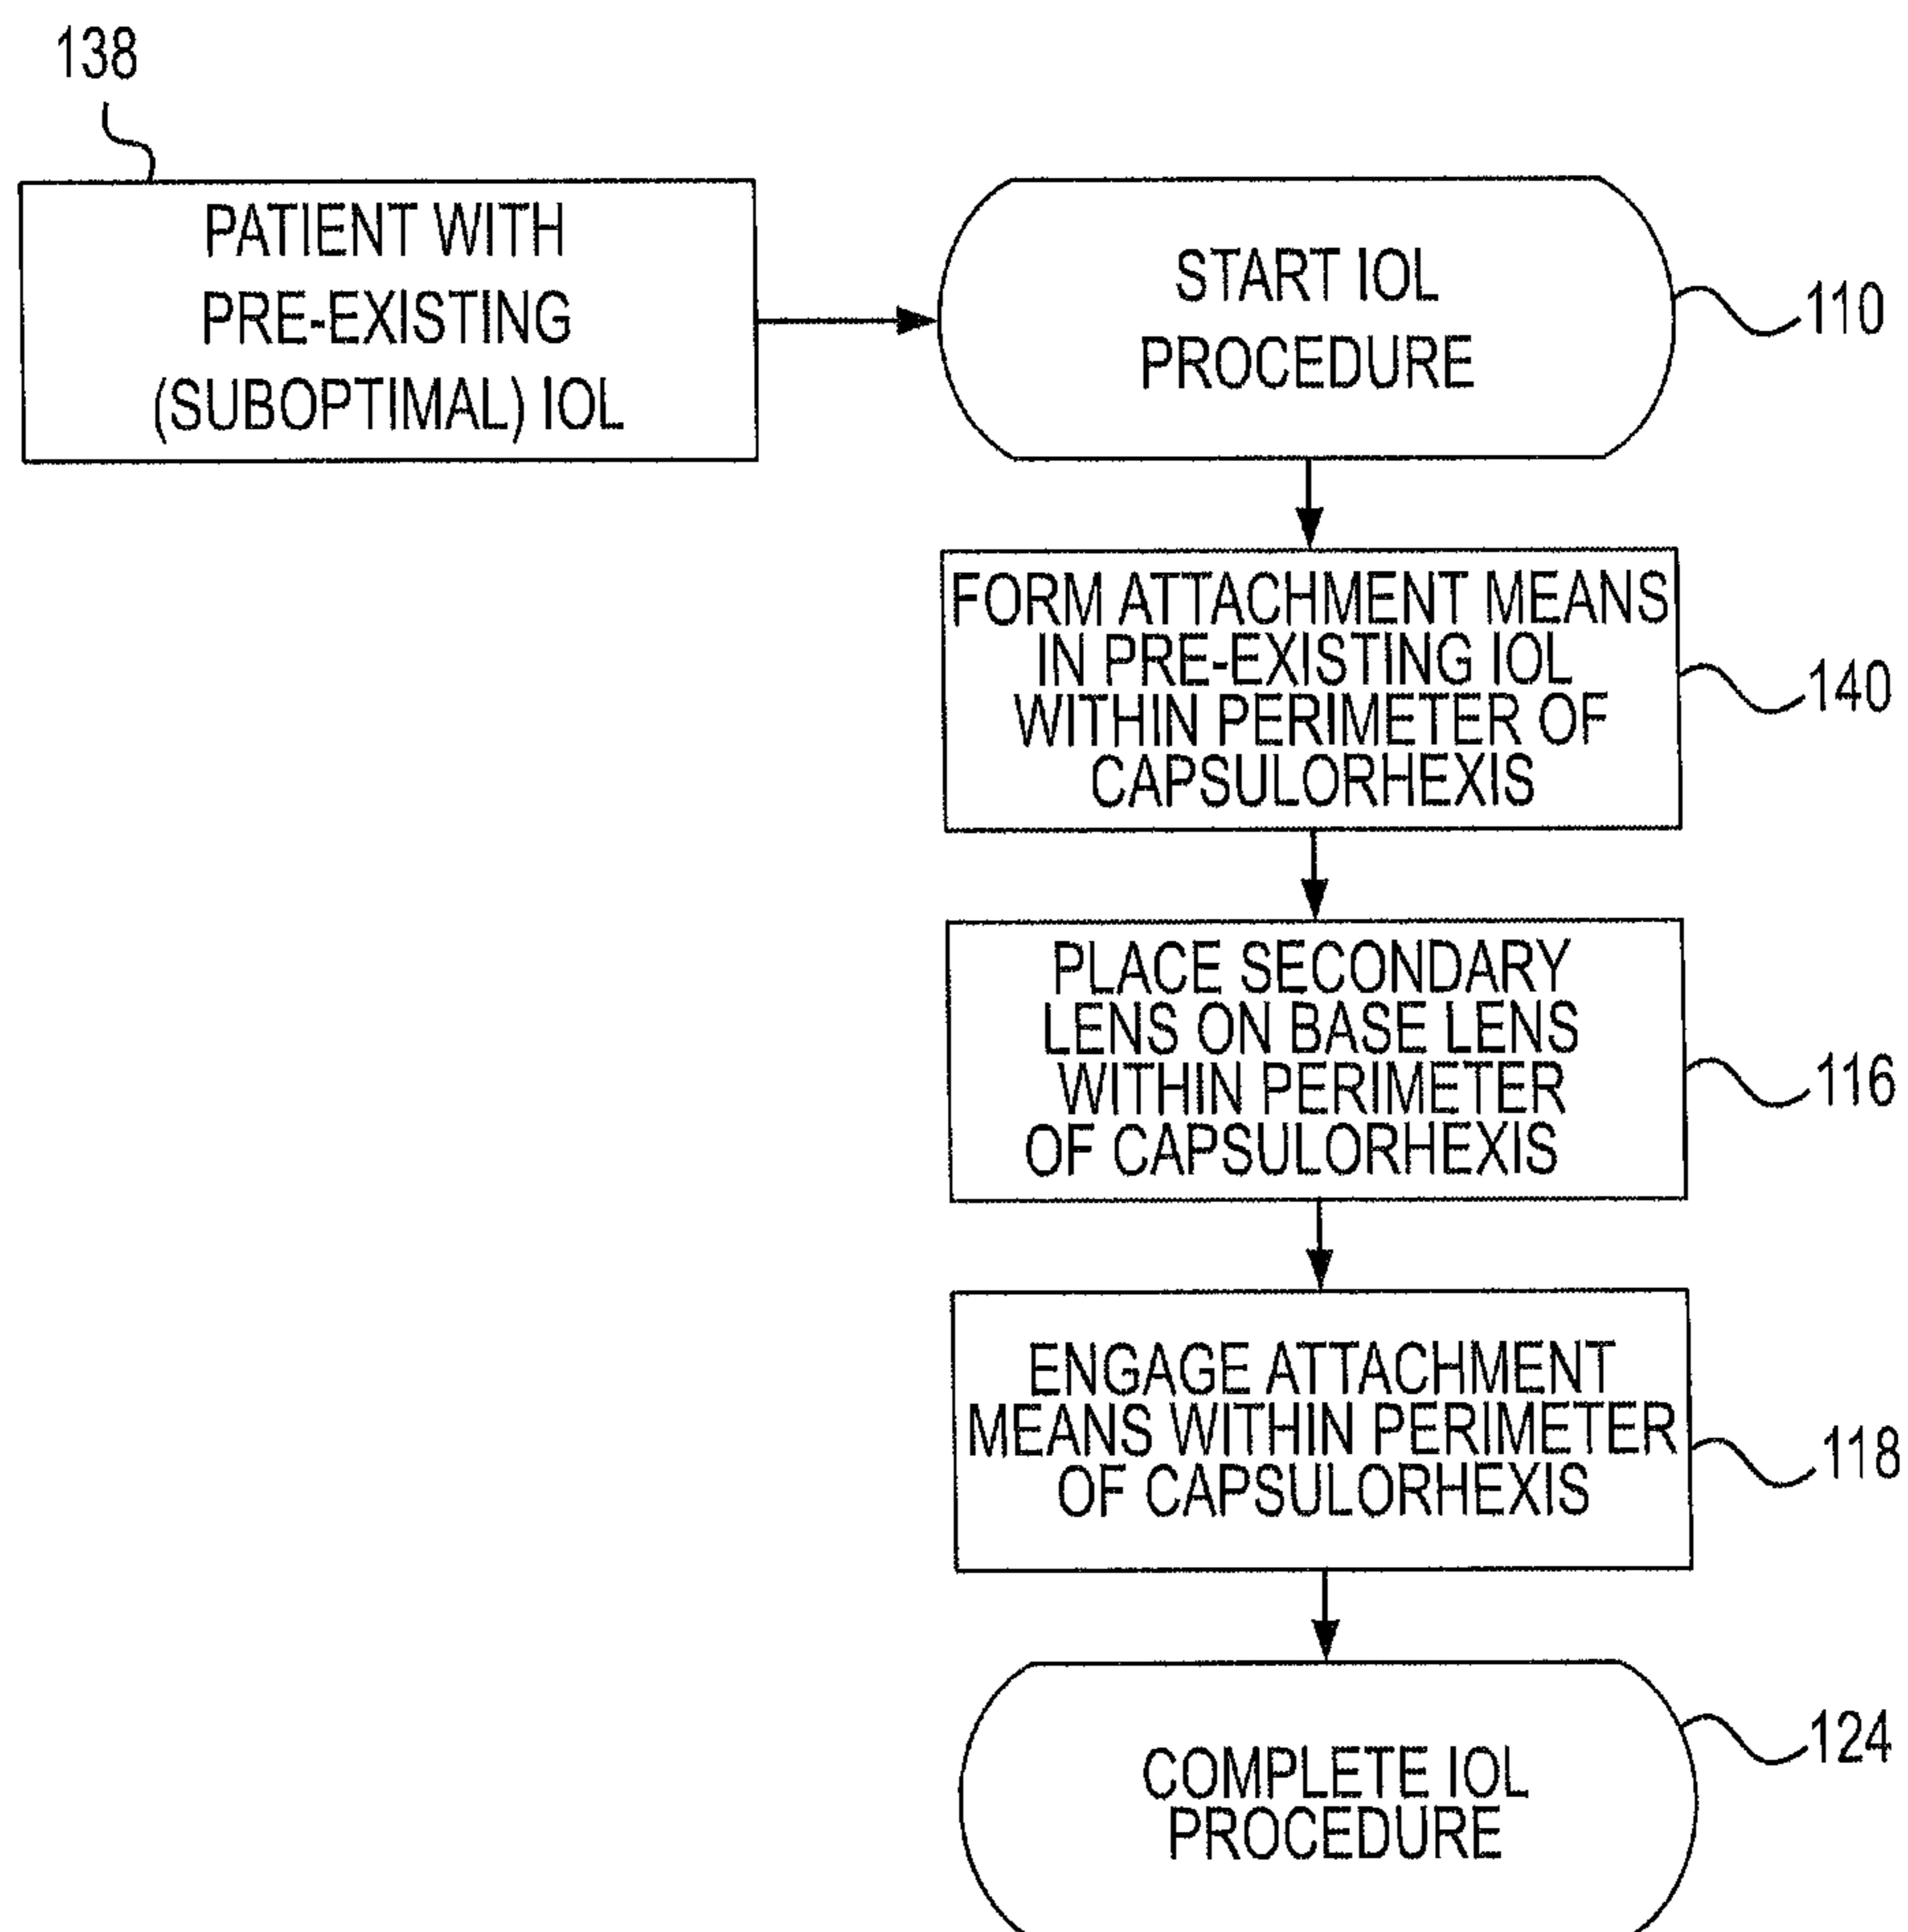 138
PATIENT WITH
PRE-EXISTING
(SUBOPTIMAL) IOL
START IOL
PROCEDURE
110
FORM ATTACHMENT MEANS
IN PRE-EXISTING IOL
WITHIN PERIMETER OF
CAPSULORHEXIS
140
PLACE SECONDARY
LENS ON BASE LENS
WITHIN PERIMETER
OF CAPSULORHEXIS
116
ENGAGE ATTACHMENT
MEANS WITHIN PERIMETER
OF CAPSULORHEXIS
118
COMPLETE IOL
PROCEDURE
124